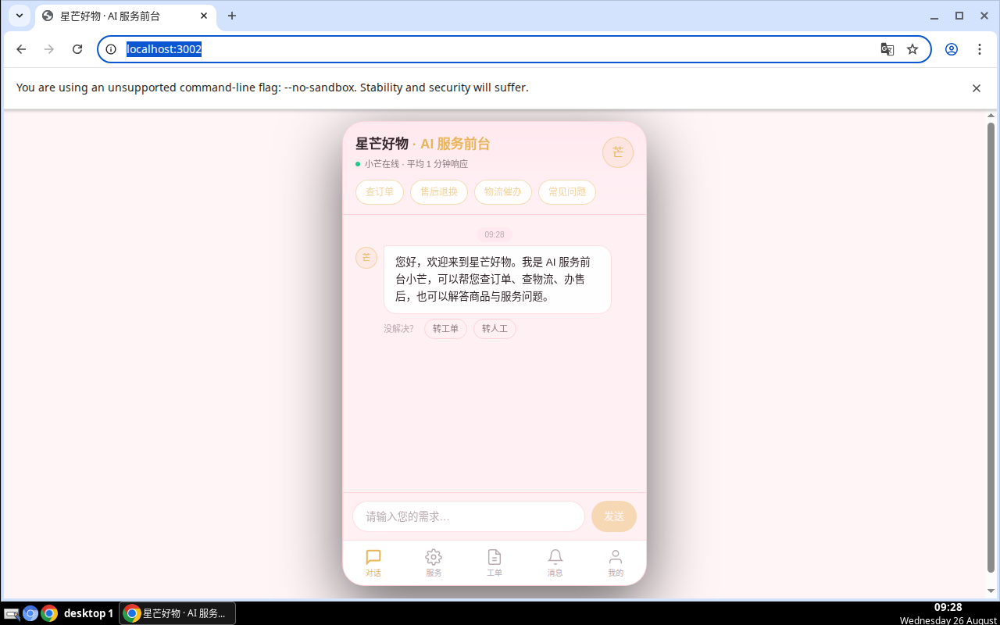 星芒好物 · AI 服务前台
localhost:3002
You are using an unsupported command-line flag: --no-sandbox. Stability and security will suffer.
星芒好物 · AI 服务前台
芒
小芒在线 · 平均 1 分钟响应
查订单
售后退换
物流催办
常见问题
09:28
芒
您好，欢迎来到星芒好物。我是 AI 服务前
台小芒，可以帮您查订单、查物流、办售
后，也可以解答商品与服务问题。
没解决？
转工单
转人工
请输入您的需求…
发送
对话
服务
工单
消息
我的
desktop 1
星芒好物 · AI 服务...
09:28
Wednesday 26 August